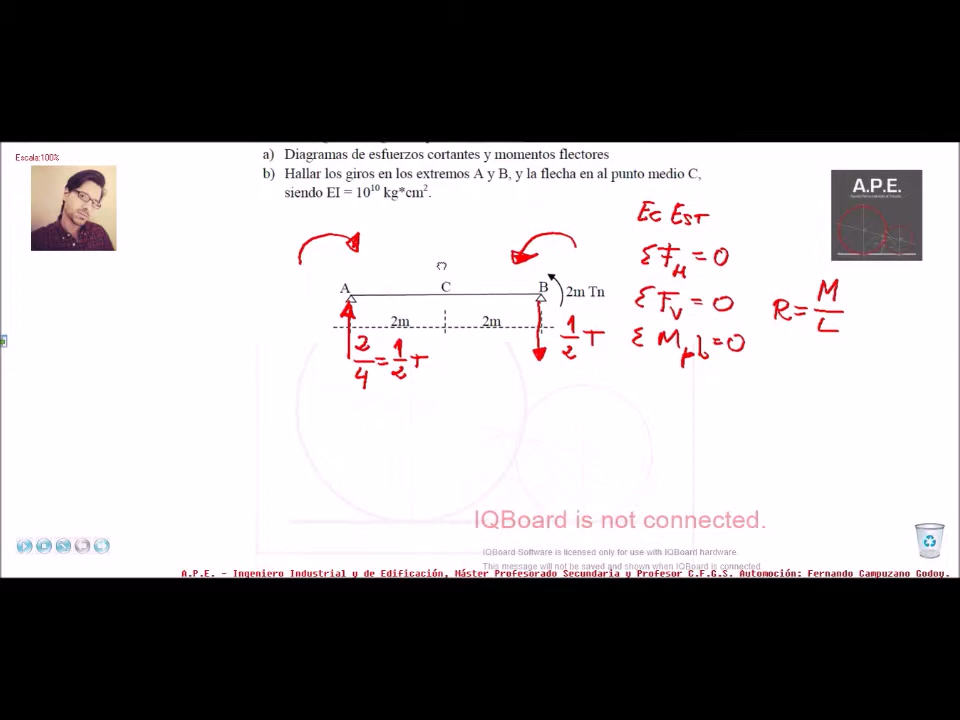 Escala:100%
a) Diagramas de esfuerzos cortantes y momentos flectores
b) Hallar los giros en los extremos A y B, y la flecha en al punto medio C,
siendo EI = 10¹⁰ kg*cm².
A.P.E.
Ec Est
Σ F_H = 0
Σ F_V = 0
Σ M_pb = 0
R = M/L
A C B 2m Tn
2m 2m
2/4 = 1/2 T
1/2 T
IQBoard is not connected.
IQBoard Software is licensed only for use with IQBoard hardware.
This message will not be saved and shown when IQBoard is connected.
A.P.E. - Ingeniero Industrial y de Edificación, Máster Profesorado Secundaria y Profesor C.F.G.S. Automoción: Fernando Campuzano Godoy.